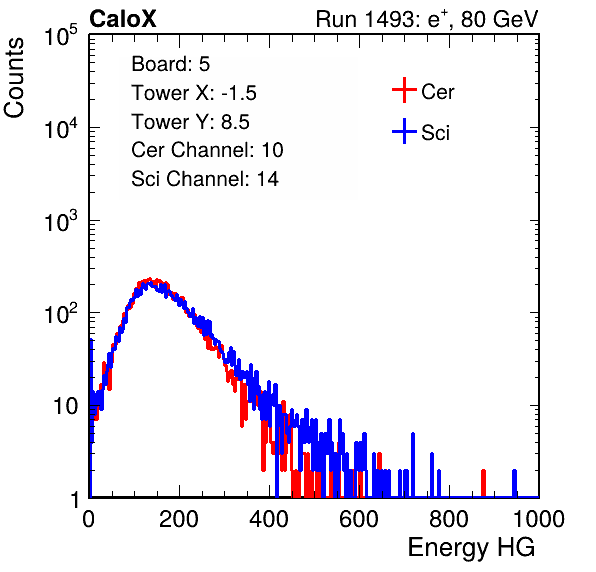 CaloX Run 1493: e⁺, 80 GeV
Counts
10⁵
10⁴
10³
10²
10
1
Board: 5
Tower X: -1.5
Tower Y: 8.5
Cer Channel: 10
Sci Channel: 14
Cer
Sci
0 200 400 600 800 1000
Energy HG